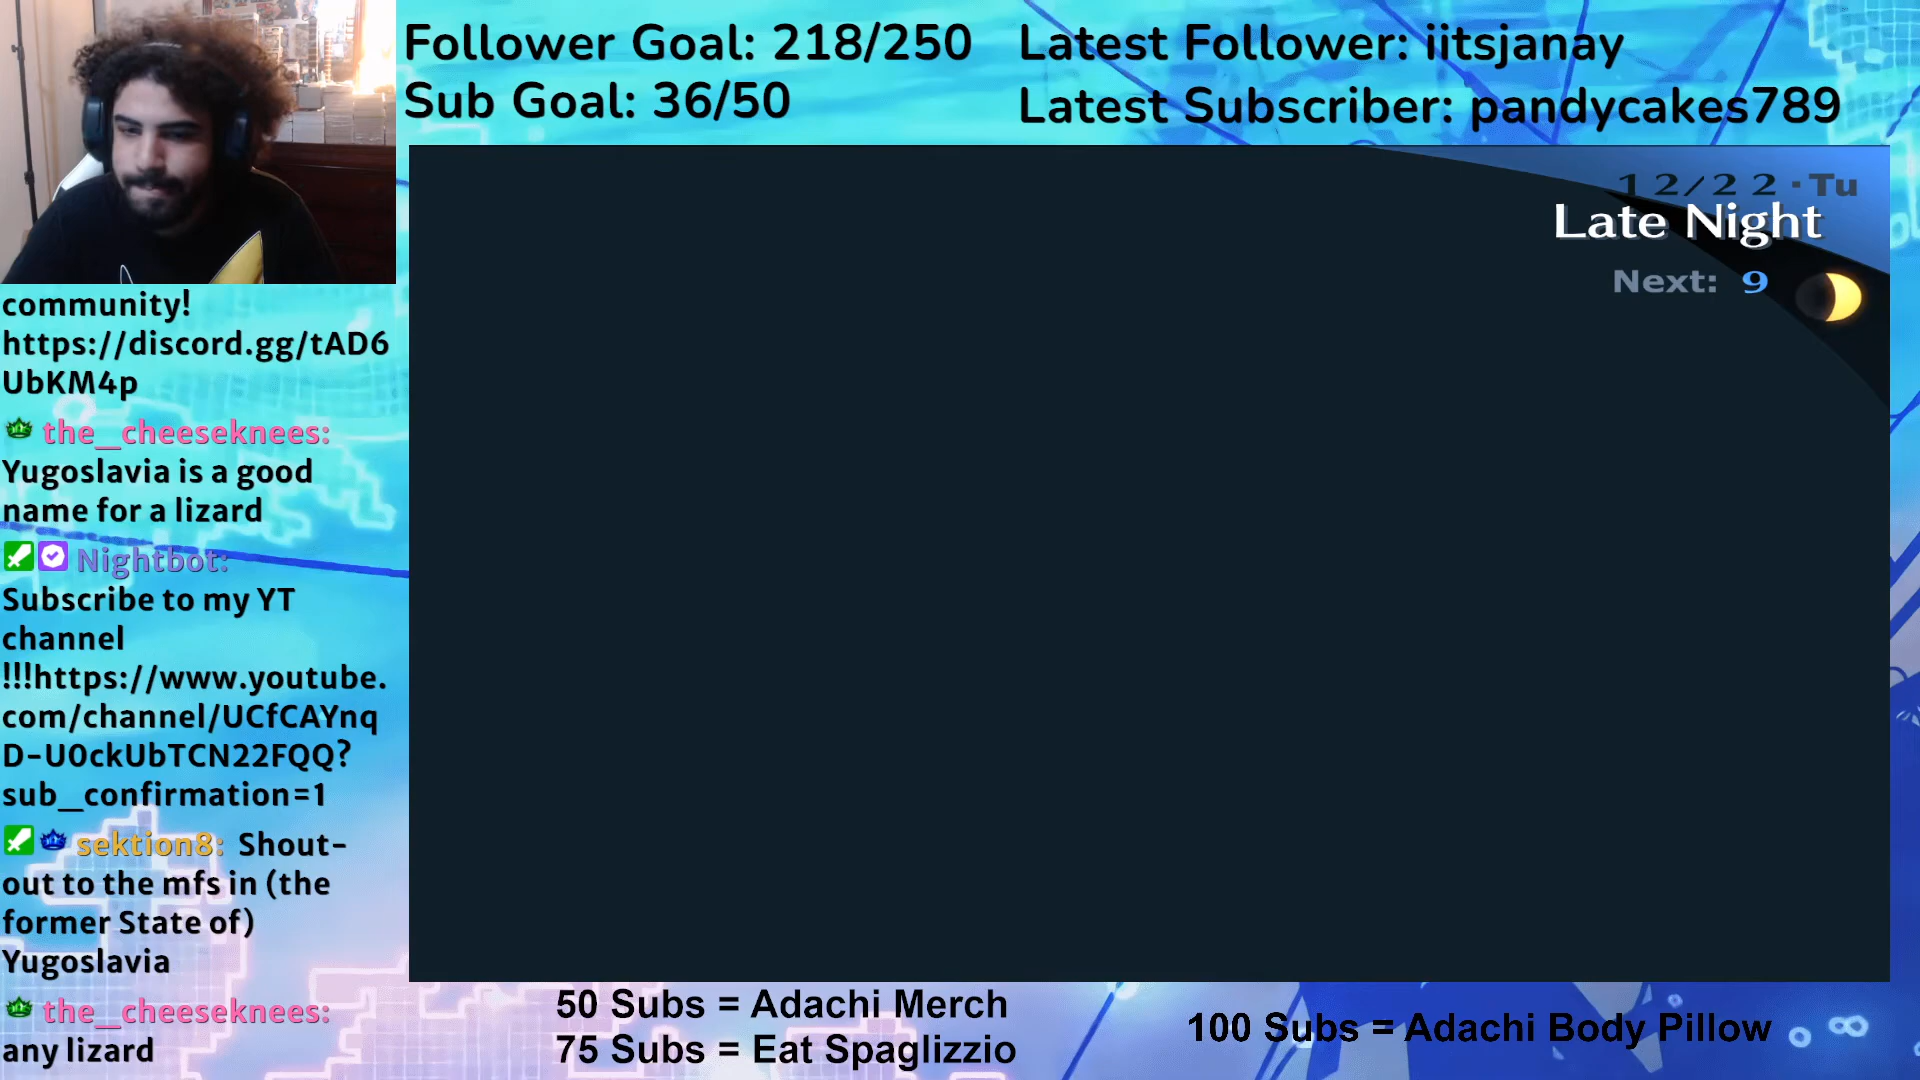 Follower Goal: 218/250
Sub Goal: 36/50
Latest Follower: iitsjanay
Latest Subscriber: pandycakes789
12/22·Tu
Late Night
Next: 9
community!
https://discord.gg/tAD6
UbKM4p
the__cheeseknees:
Yugoslavia is a good
name for a lizard
Nightbot:
Subscribe to my YT
channel
!!!https://www.youtube.
com/channel/UCfCAYnq
D-U0ckUbTCN22FQQ?
sub_confirmation=1
sektion8: Shout-
out to the mfs in (the
former State of)
Yugoslavia
the__cheeseknees:
any lizard
50 Subs = Adachi Merch
75 Subs = Eat Spaglizzio
100 Subs = Adachi Body Pillow